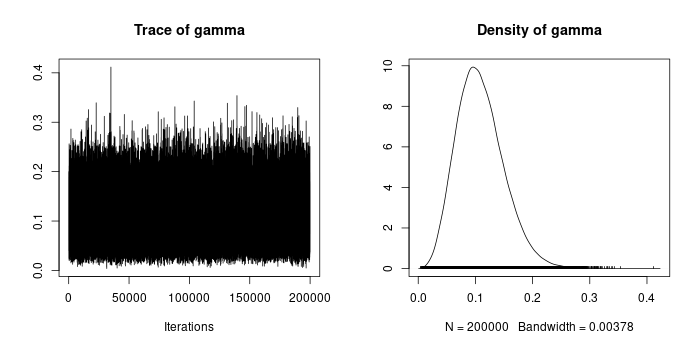 Trace of gamma
0.4
0.3
0.2
0.1
0.0
0 50000 100000 150000 200000
Iterations
Density of gamma
10
8
6
4
2
0
0.0 0.1 0.2 0.3 0.4
N = 200000 Bandwidth = 0.00378